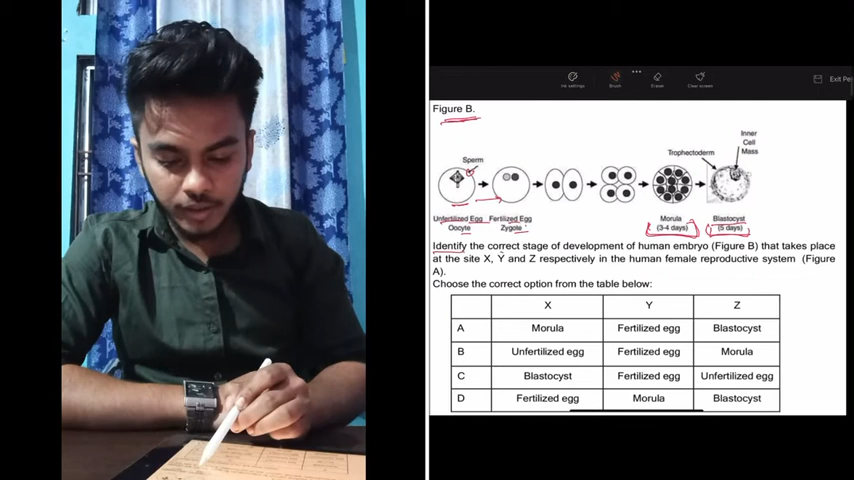 Ink settings
Brush
Eraser
Clear screen
Exit Pe
Figure B.
Inner
Cell
Mass
Trophectoderm
Sperm
Unfertilized Egg
Oocyte
Fertilized Egg
Zygote
Morula
(3-4 days)
Blastocyst
(5 days)
Identify the correct stage of development of human embryo (Figure B) that takes place
at the site X, Y and Z respectively in the human female reproductive system (Figure
A).
Choose the correct option from the table below:
X Y Z
A Morula Fertilized egg Blastocyst
B Unfertilized egg Fertilized egg Morula
C Blastocyst Fertilized egg Unfertilized egg
D Fertilized egg Morula Blastocyst